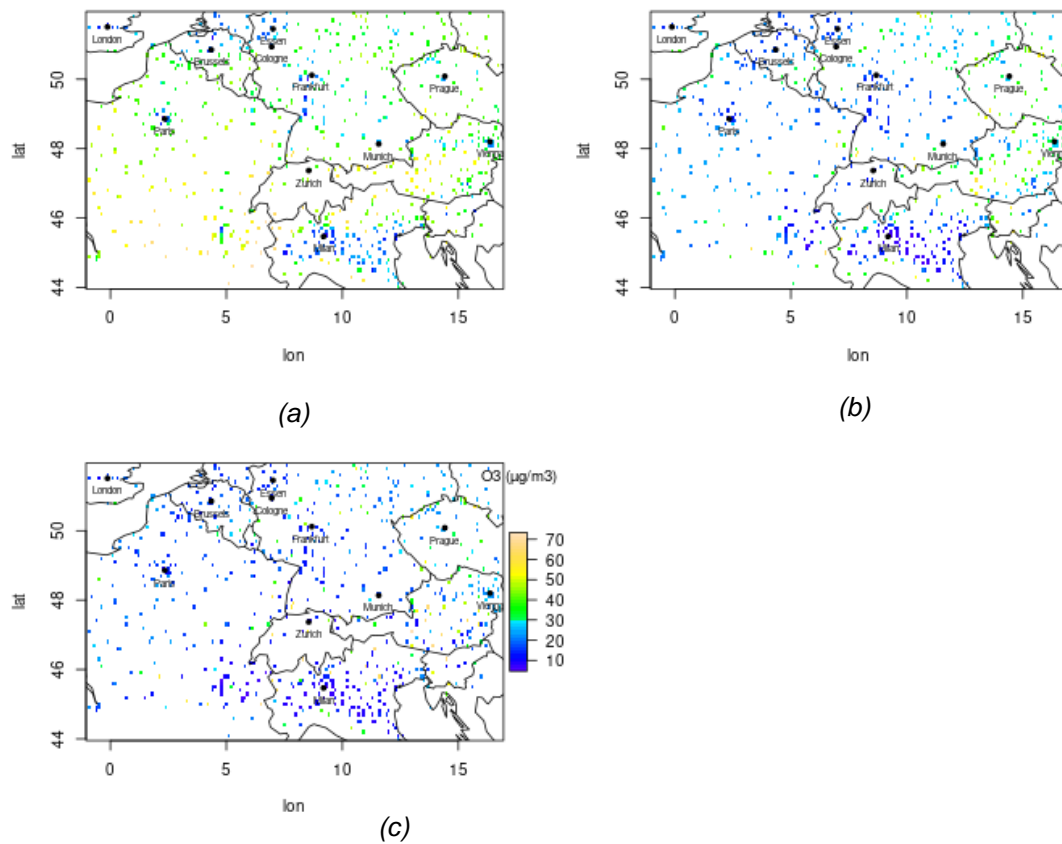 London
Essen
Brussels
Cologne
Frankfurt
Prague
Paris
Munich
Vienna
Zurich
Milan
lat
44 46 48 50
0 5 10 15
lon
(a)
London
Essen
Brussels
Cologne
Frankfurt
Prague
Paris
Munich
Vienna
Zurich
Milan
lat
44 46 48 50
0 5 10 15
lon
(b)
O3 (µg/m3)
London
Essen
Brussels
Cologne
Frankfurt
Prague
Paris
Munich
Vienna
Zurich
Milan
70
60
50
40
30
20
10
lat
44 46 48 50
0 5 10 15
lon
(c)